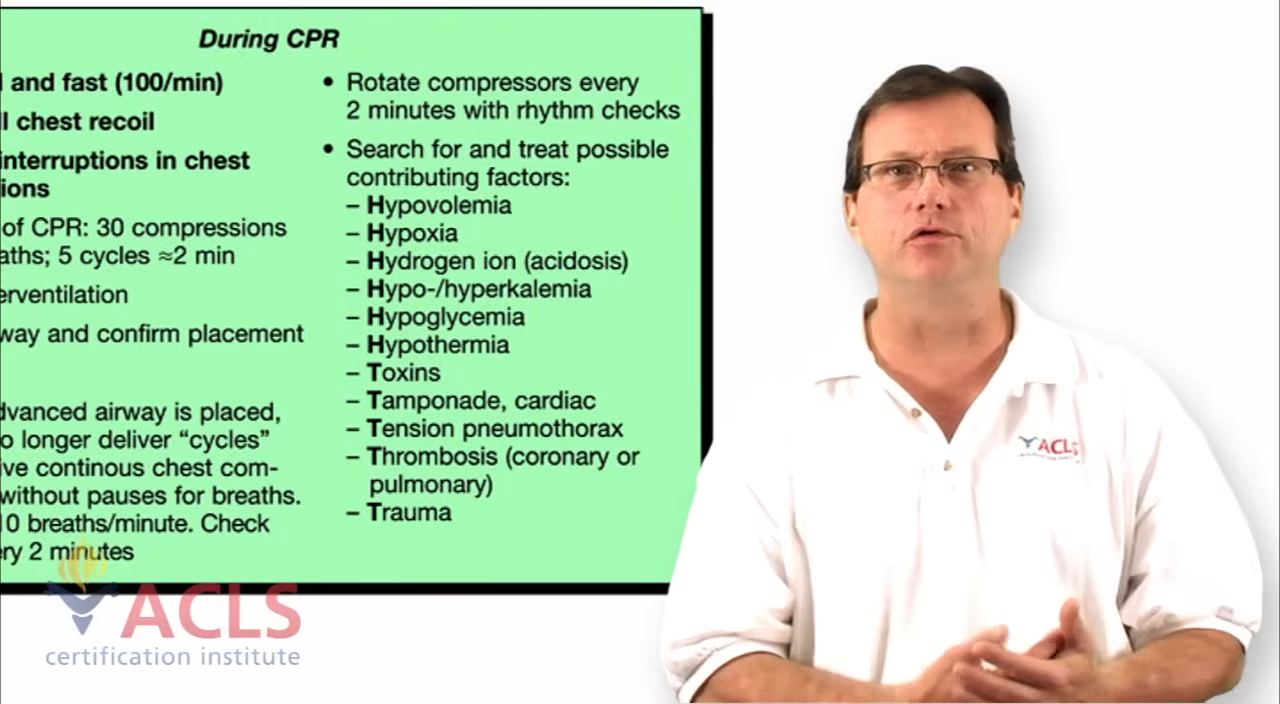 During CPR
and fast (100/min)
chest recoil
interruptions in chest
ions
of CPR: 30 compressions
aths; 5 cycles ≈2 min
erventilation
way and confirm placement
dvanced airway is placed,
o longer deliver “cycles”
ive continous chest com-
without pauses for breaths.
10 breaths/minute. Check
ry 2 minutes
• Rotate compressors every
2 minutes with rhythm checks
• Search for and treat possible
contributing factors:
– Hypovolemia
– Hypoxia
– Hydrogen ion (acidosis)
– Hypo-/hyperkalemia
– Hypoglycemia
– Hypothermia
– Toxins
– Tamponade, cardiac
– Tension pneumothorax
– Thrombosis (coronary or
pulmonary)
– Trauma
ACLS
ACLS
certification institute